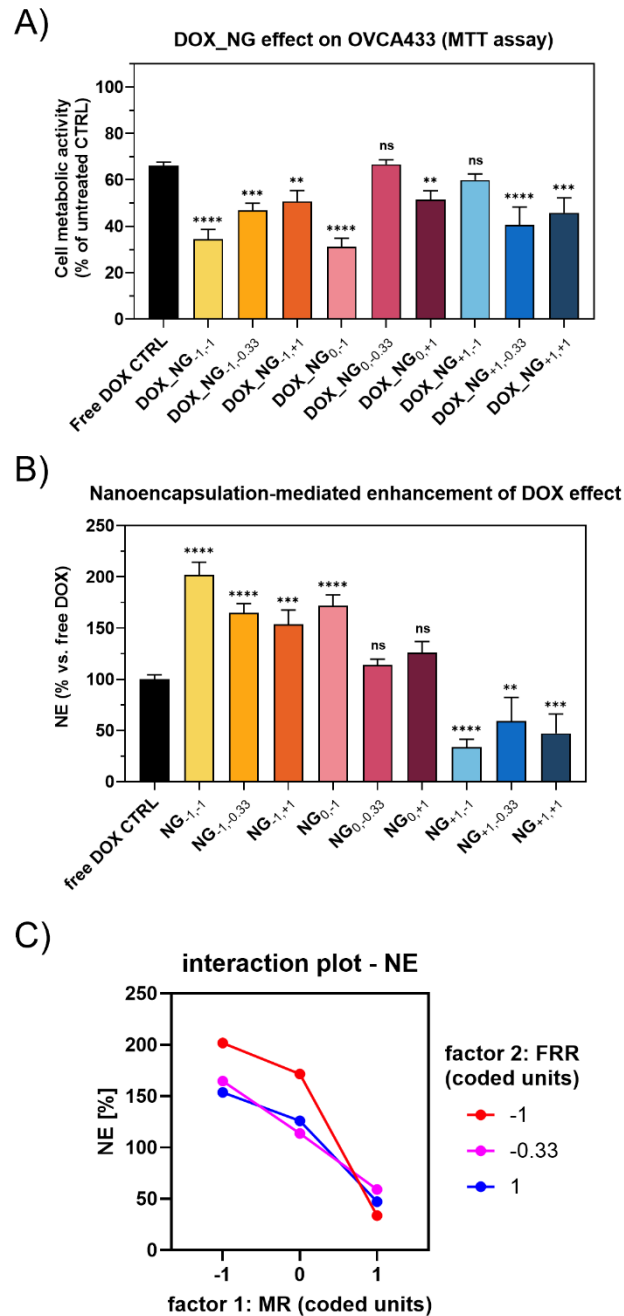 A)
DOX_NG effect on OVCA433 (MTT assay)
Cell metabolic activity
(% of untreated CTRL)
100
80
60
40
20
0
****
***
**
****
ns
**
ns
****
***
Free DOX CTRL
DOX_NG-1,-1
DOX_NG-1,-0.33
DOX_NG-1,+1
DOX_NG0,-1
DOX_NG0,-0.33
DOX_NG0,+1
DOX_NG+1,-1
DOX_NG+1,-0.33
DOX_NG+1,+1
B)
Nanoencapsulation-mediated enhancement of DOX effect
NE (% vs. free DOX)
250
200
150
100
50
0
****
****
***
****
ns
ns
****
**
***
free DOX CTRL
NG-1,-1
NG-1,-0.33
NG-1,+1
NG0,-1
NG0,-0.33
NG0,+1
NG+1,-1
NG+1,-0.33
NG+1,+1
C)
interaction plot - NE
NE [%]
250
200
150
100
50
0
-1 0 1
factor 1: MR (coded units)
factor 2: FRR
(coded units)
-1
-0.33
1